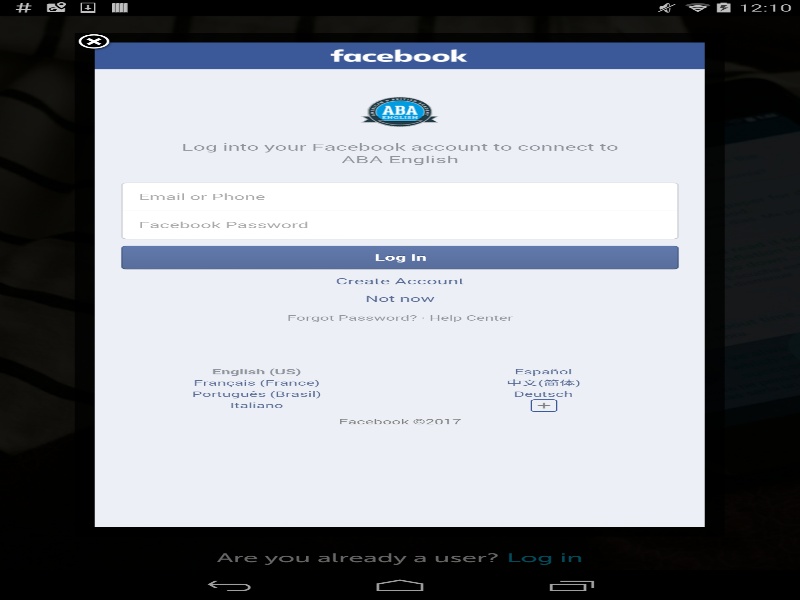 12:10
facebook
ABA
ENGLISH
Log into your Facebook account to connect to
ABA English
Email or Phone
Facebook Password
Log In
Create Account
Not now
Forgot Password? · Help Center
English (US)
Español
Français (France)
中文(简体)
Português (Brasil)
Deutsch
Italiano
Facebook ©2017
Are you already a user? Log in